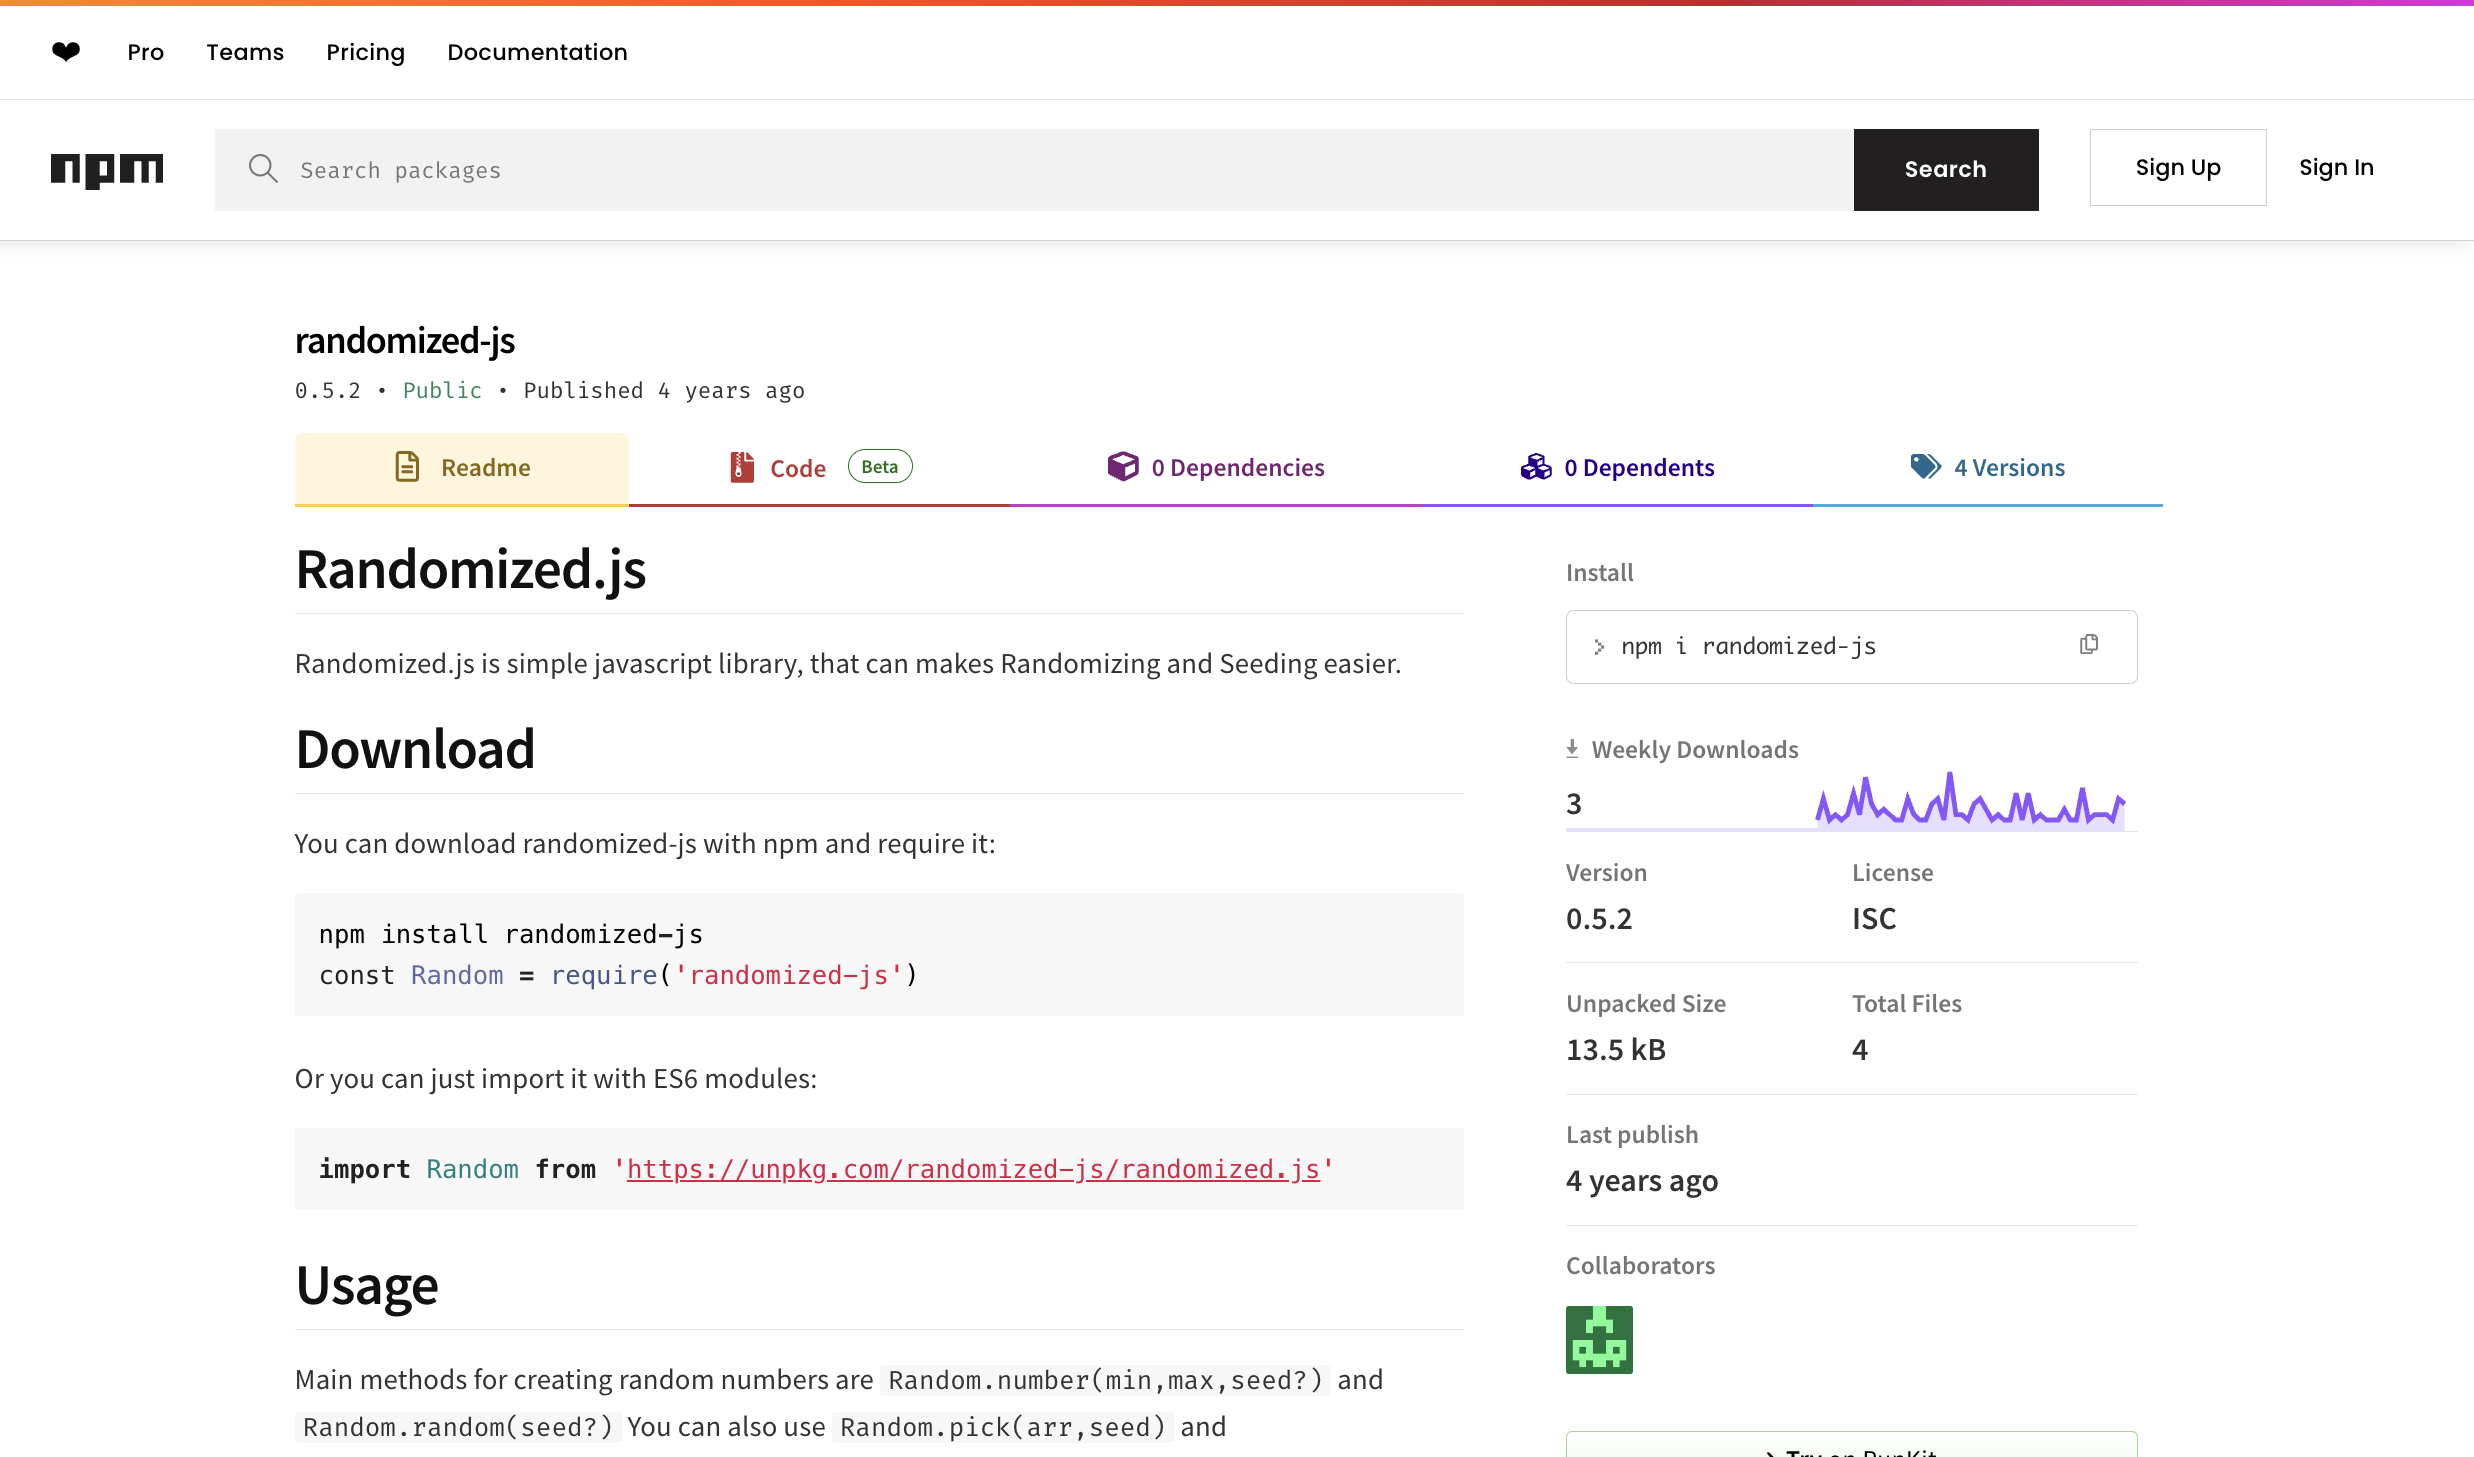 ❤ Pro Teams Pricing Documentation
npm Search packages Search Sign Up Sign In
randomized-js
0.5.2 • Public • Published 4 years ago
Readme Code Beta 0 Dependencies 0 Dependents 4 Versions
Randomized.js
Randomized.js is simple javascript library, that can makes Randomizing and Seeding easier.
Download
You can download randomized-js with npm and require it:
npm install randomized-js
const Random = require('randomized-js')
Or you can just import it with ES6 modules:
import Random from 'https://unpkg.com/randomized-js/randomized.js'
Usage
Main methods for creating random numbers are Random.number(min,max,seed?) and
Random.random(seed?) You can also use Random.pick(arr,seed) and
Install
npm i randomized-js
Weekly Downloads
3
Version License
0.5.2 ISC
Unpacked Size Total Files
13.5 kB 4
Last publish
4 years ago
Collaborators
Try on RunKit